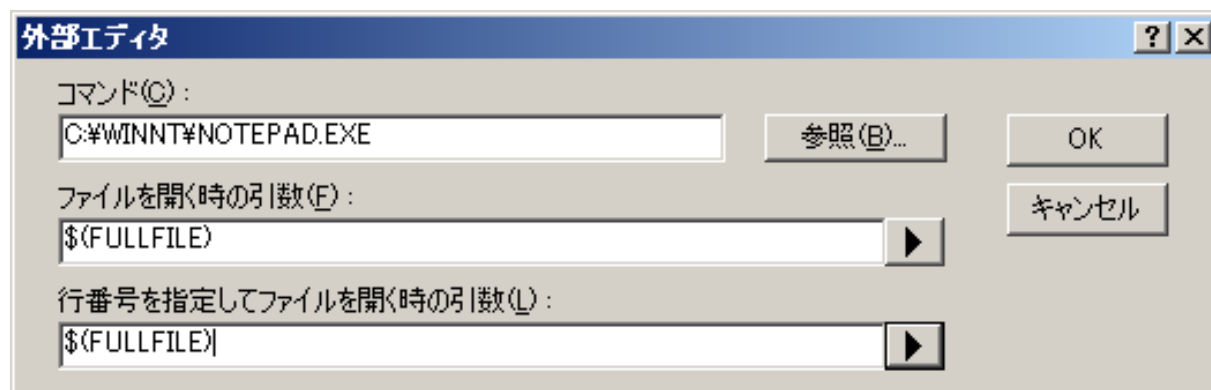 外部エディタ
コマンド(C):
C:¥WINNT¥NOTEPAD.EXE
参照(B)...
OK
ファイルを開く時の引数(F):
$(FULLFILE)
キャンセル
行番号を指定してファイルを開く時の引数(L):
$(FULLFILE)